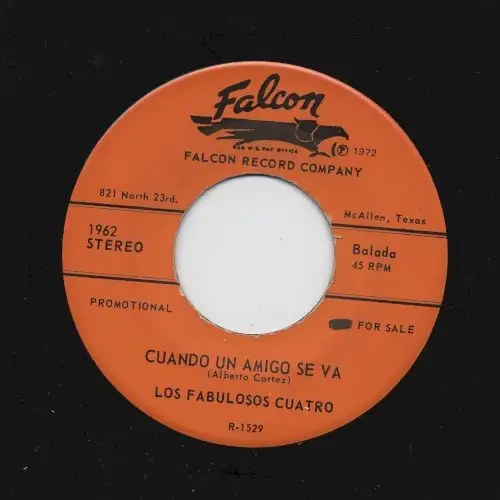 Falcon
REG U.S. PAT. OFFICE
Ⓟ 1972
FALCON RECORD COMPANY
821 North 23rd.
McAllen, Texas
1962
STEREO
Balada
45 RPM
PROMOTIONAL
FOR SALE
CUANDO UN AMIGO SE VA
(Alberto Cortez)
LOS FABULOSOS CUATRO
R-1529